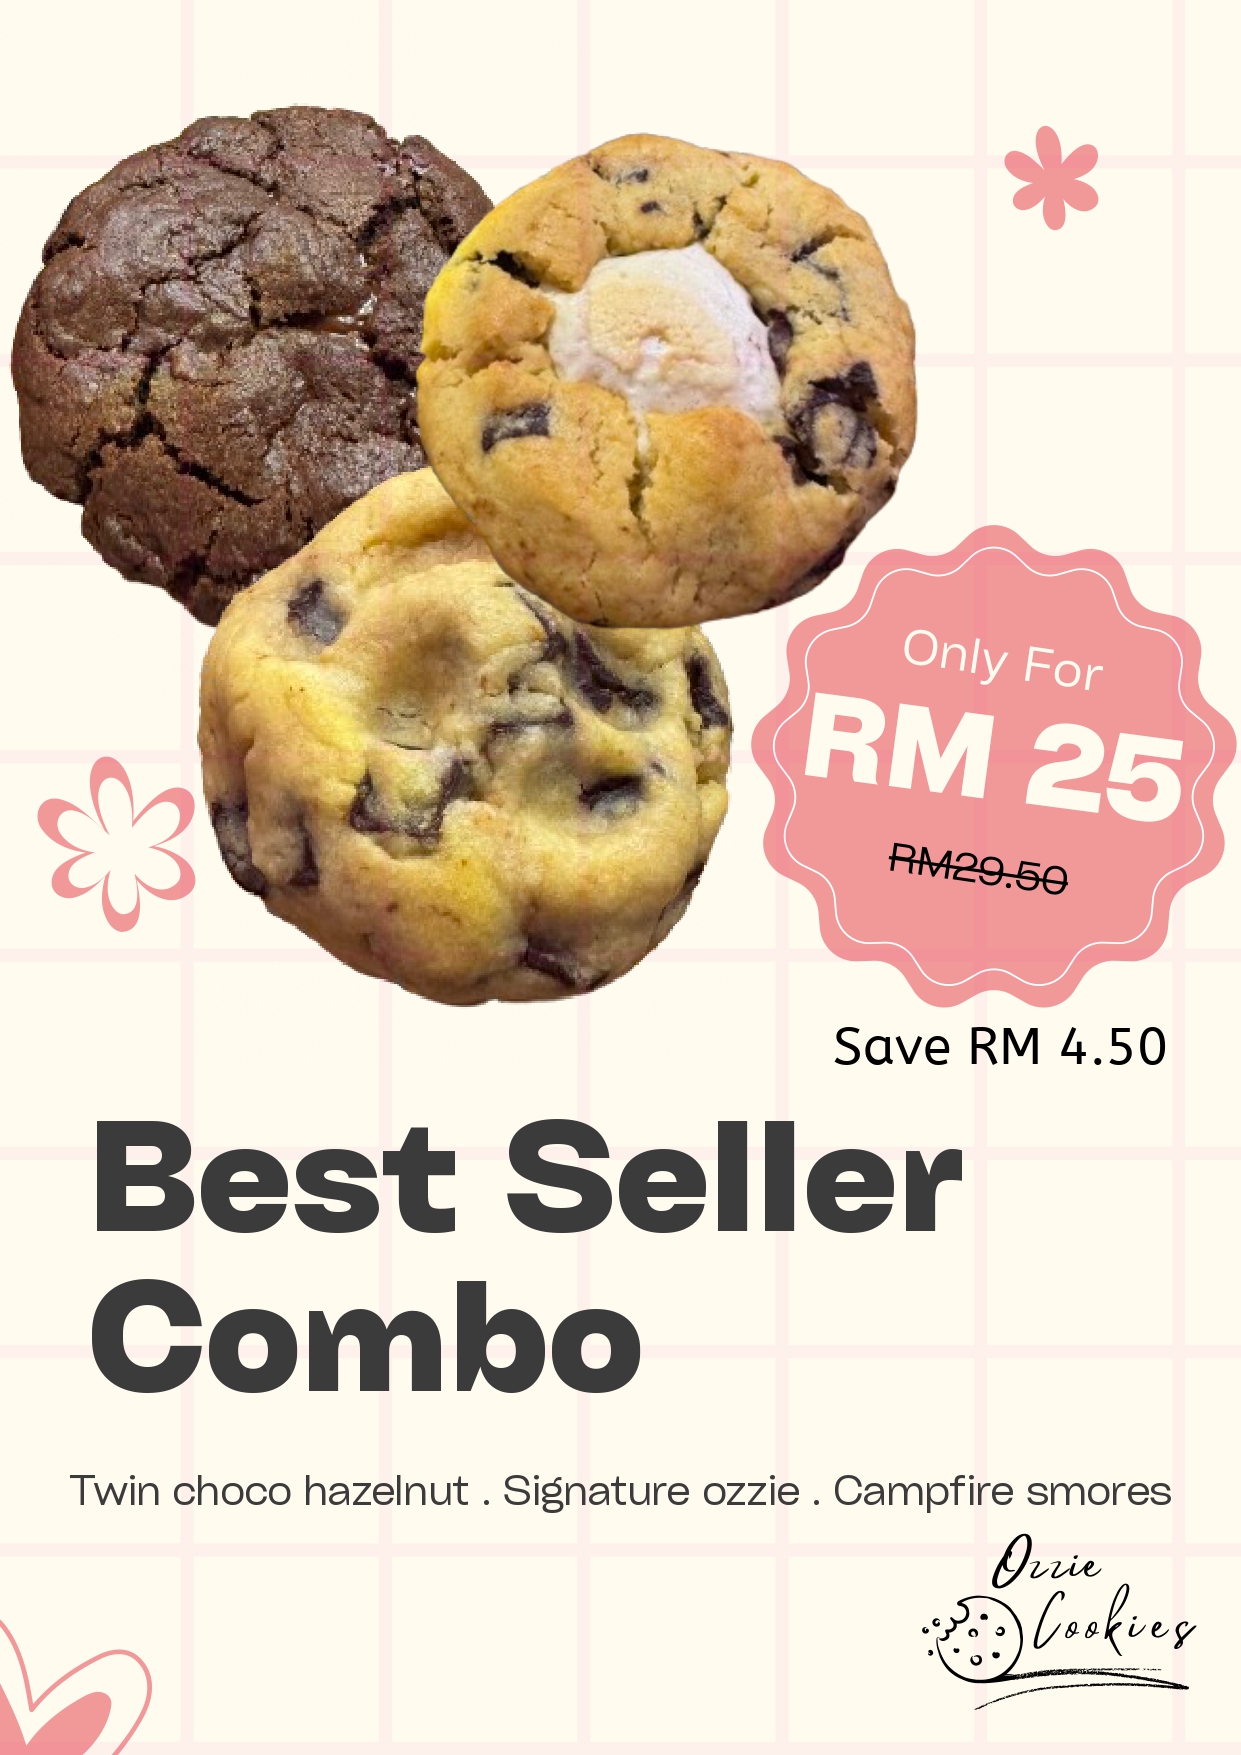 Only For
RM 25
RM29.50
Save RM 4.50
Best Seller
Combo
Twin choco hazelnut . Signature ozzie . Campfire smores
Ozzie
Cookies